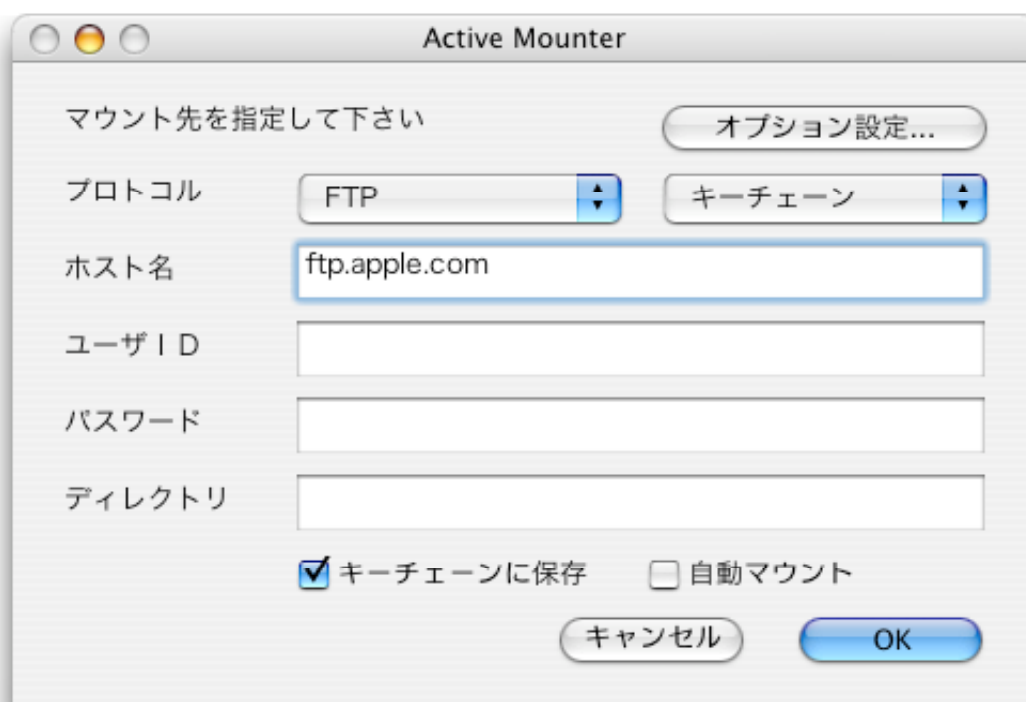 Active Mounter
マウント先を指定して下さい
オプション設定...
プロトコル
FTP
キーチェーン
ホスト名
ftp.apple.com
ユーザＩＤ
パスワード
ディレクトリ
キーチェーンに保存
自動マウント
キャンセル
OK